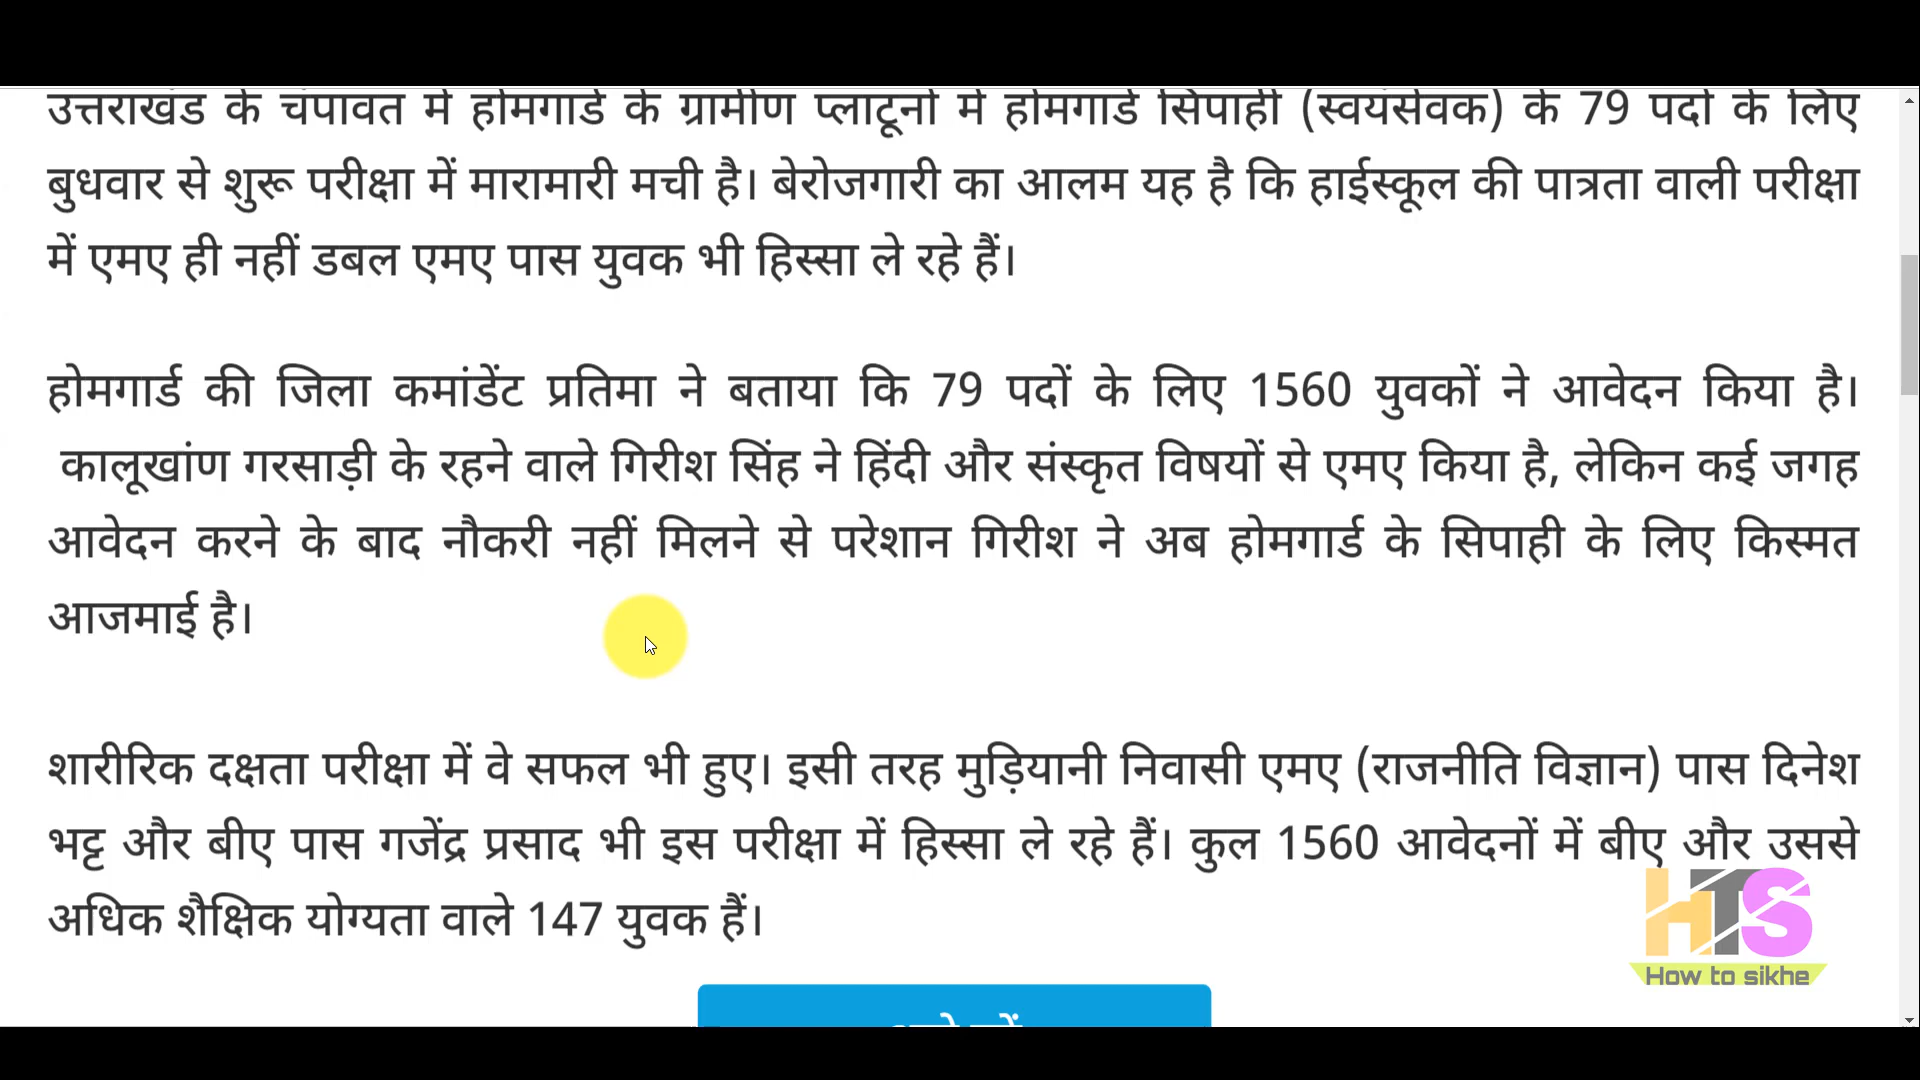 उत्तराखंड के चंपावत में होमगार्ड के ग्रामीण प्लाटूनों में होमगार्ड सिपाही (स्वयंसेवक) के 79 पदों के लिए
बुधवार से शुरू परीक्षा में मारामारी मची है। बेरोजगारी का आलम यह है कि हाईस्कूल की पात्रता वाली परीक्षा
में एमए ही नहीं डबल एमए पास युवक भी हिस्सा ले रहे हैं।
होमगार्ड की जिला कमांडेंट प्रतिमा ने बताया कि 79 पदों के लिए 1560 युवकों ने आवेदन किया है।
कालूखांण गरसाड़ी के रहने वाले गिरीश सिंह ने हिंदी और संस्कृत विषयों से एमए किया है, लेकिन कई जगह
आवेदन करने के बाद नौकरी नहीं मिलने से परेशान गिरीश ने अब होमगार्ड के सिपाही के लिए किस्मत
आजमाई है।
शारीरिक दक्षता परीक्षा में वे सफल भी हुए। इसी तरह मुड़ियानी निवासी एमए (राजनीति विज्ञान) पास दिनेश
भट्ट और बीए पास गजेंद्र प्रसाद भी इस परीक्षा में हिस्सा ले रहे हैं। कुल 1560 आवेदनों में बीए और उससे
अधिक शैक्षिक योग्यता वाले 147 युवक हैं।
HTS
How to sikhe